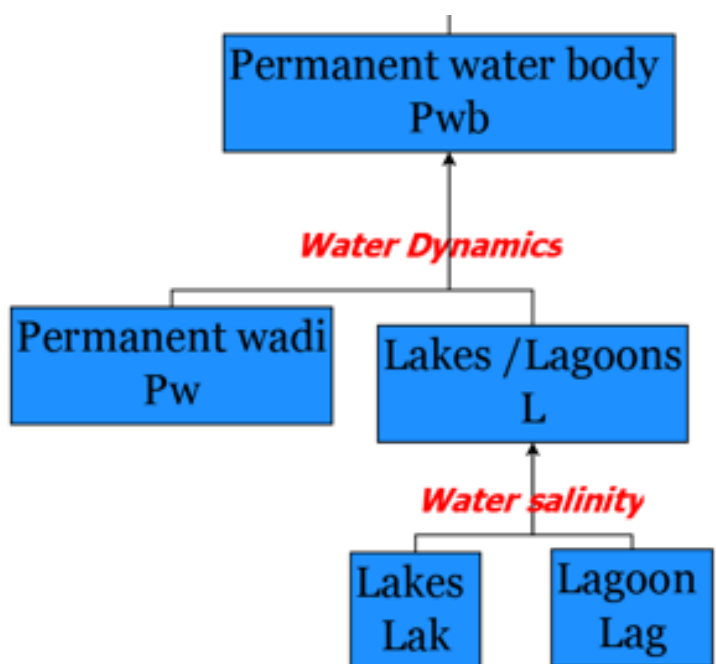 Permanent water body
Pwb
Water Dynamics
Permanent wadi
Pw
Lakes /Lagoons
L
Water salinity
Lakes
Lak
Lagoon
Lag